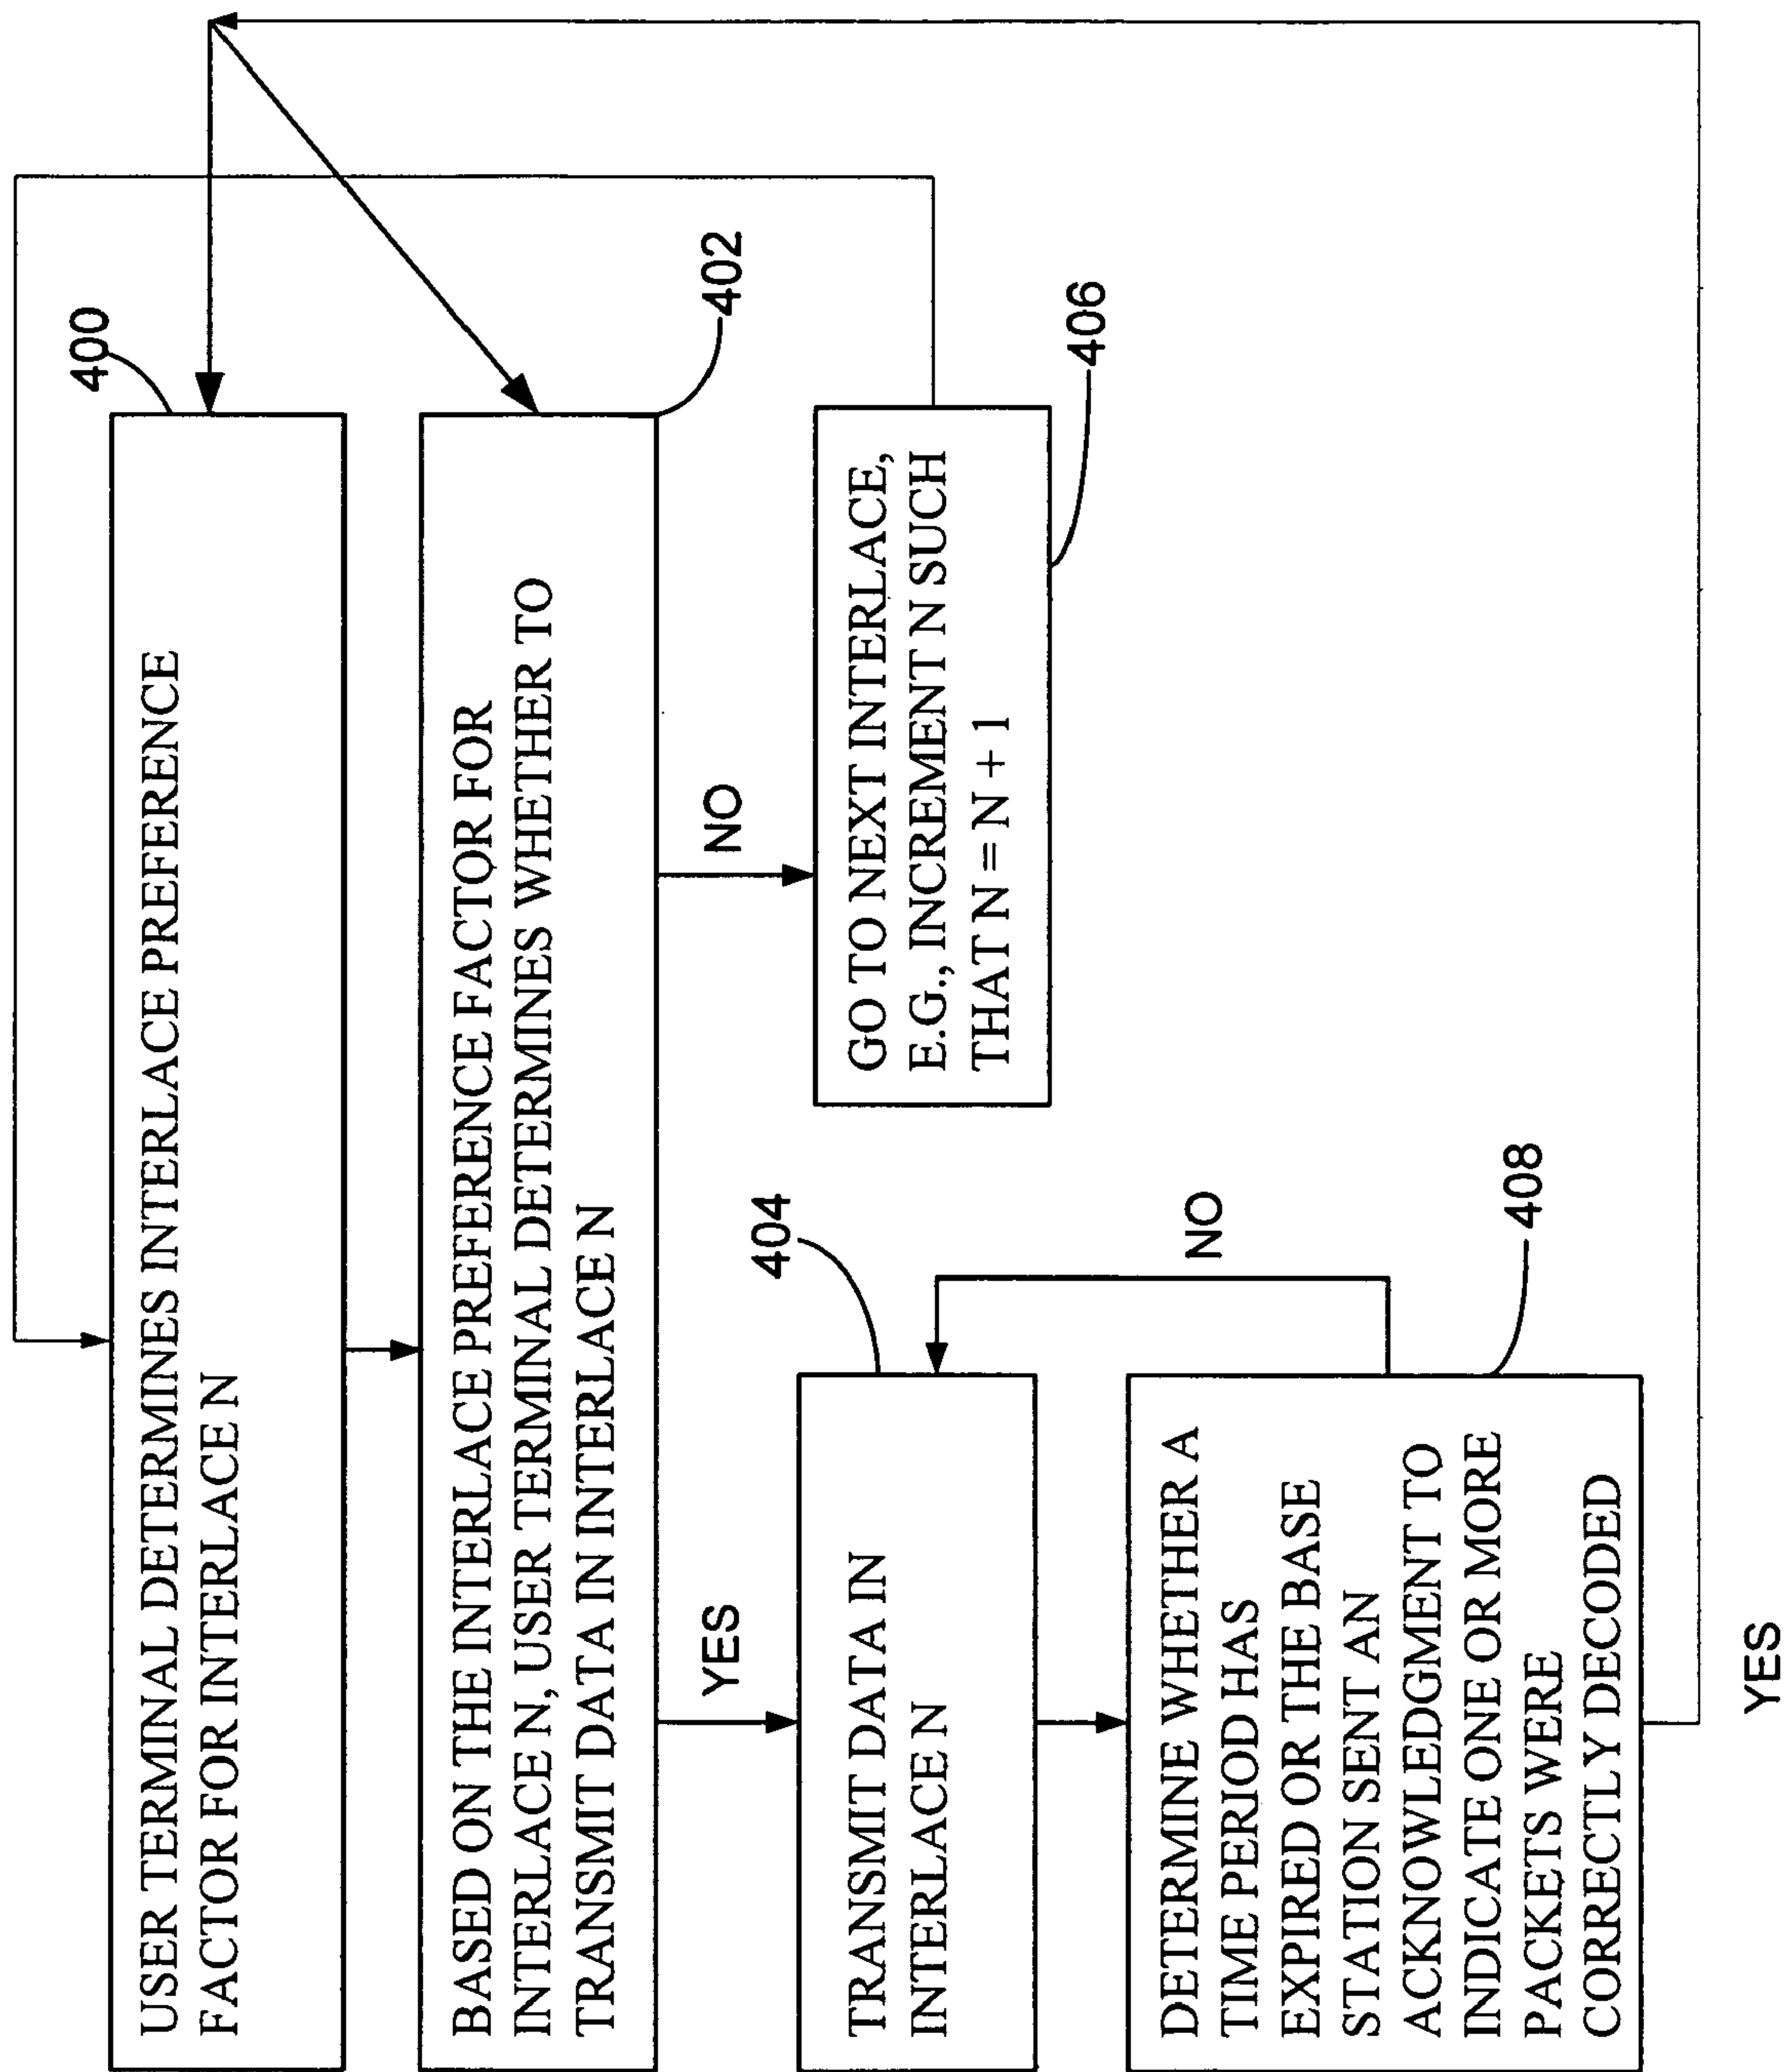 400
USER TERMINAL DETERMINES INTERLACE PREFERENCE
FACTOR FOR INTERLACE N
402
BASED ON THE INTERLACE PREFERENCE FACTOR FOR
INTERLACE N, USER TERMINAL DETERMINES WHETHER TO
TRANSMIT DATA IN INTERLACE N
YES
NO
404
TRANSMIT DATA IN
INTERLACE N
GO TO NEXT INTERLACE,
E.G., INCREMENT N SUCH
THAT N = N + 1
406
NO
408
DETERMINE WHETHER A
TIME PERIOD HAS
EXPIRED OR THE BASE
STATION SENT AN
ACKNOWLEDGMENT TO
INDICATE ONE OR MORE
PACKETS WERE
CORRECTLY DECODED
YES